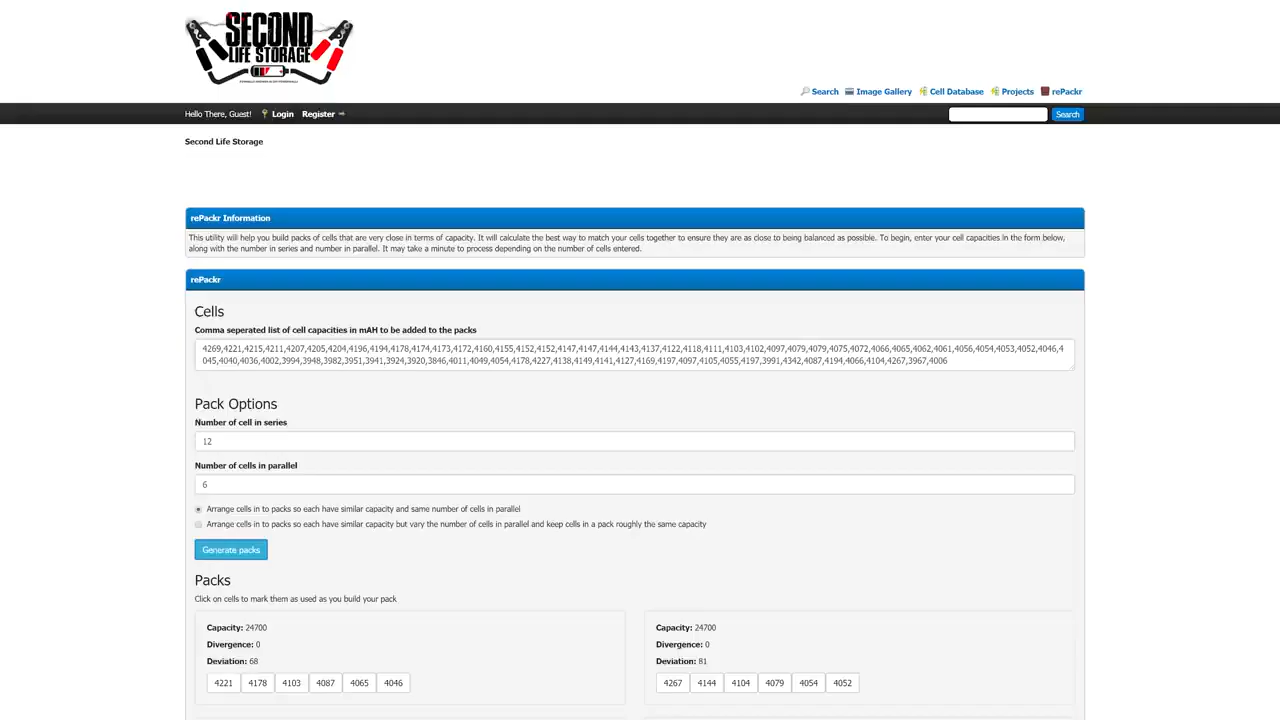 SECOND
LIFE STORAGE
Search Image Gallery Cell Database Projects rePackr
Hello There, Guest! Login Register Search
Second Life Storage
rePackr Information
This utility will help you build packs of cells that are very close in terms of capacity. It will calculate the best way to match your cells together to ensure they are as close to being balanced as possible. To begin, enter your cell capacities in the form below,
along with the number in series and number in parallel. It may take a minute to process depending on the number of cells entered.
rePackr
Cells
Comma seperated list of cell capacities in mAH to be added to the packs
4269,4221,4215,4211,4207,4205,4204,4196,4194,4178,4174,4173,4172,4160,4155,4152,4152,4147,4147,4144,4143,4137,4122,4118,4111,4103,4102,4097,4079,4079,4075,4072,4066,4065,4062,4061,4056,4054,4053,4052,4046,4
045,4040,4036,4002,3994,3948,3982,3951,3941,3924,3920,3846,4011,4049,4054,4178,4227,4138,4149,4141,4127,4169,4197,4097,4105,4055,4197,3991,4342,4087,4194,4066,4104,4267,3967,4006
Pack Options
Number of cell in series
12
Number of cells in parallel
6
Arrange cells in to packs so each have similar capacity and same number of cells in parallel
Arrange cells in to packs so each have similar capacity but vary the number of cells in parallel and keep cells in a pack roughly the same capacity
Generate packs
Packs
Click on cells to mark them as used as you build your pack
Capacity: 24700
Divergence: 0
Deviation: 68
4221 4178 4103 4087 4065 4046
Capacity: 24700
Divergence: 0
Deviation: 81
4267 4144 4104 4079 4054 4052